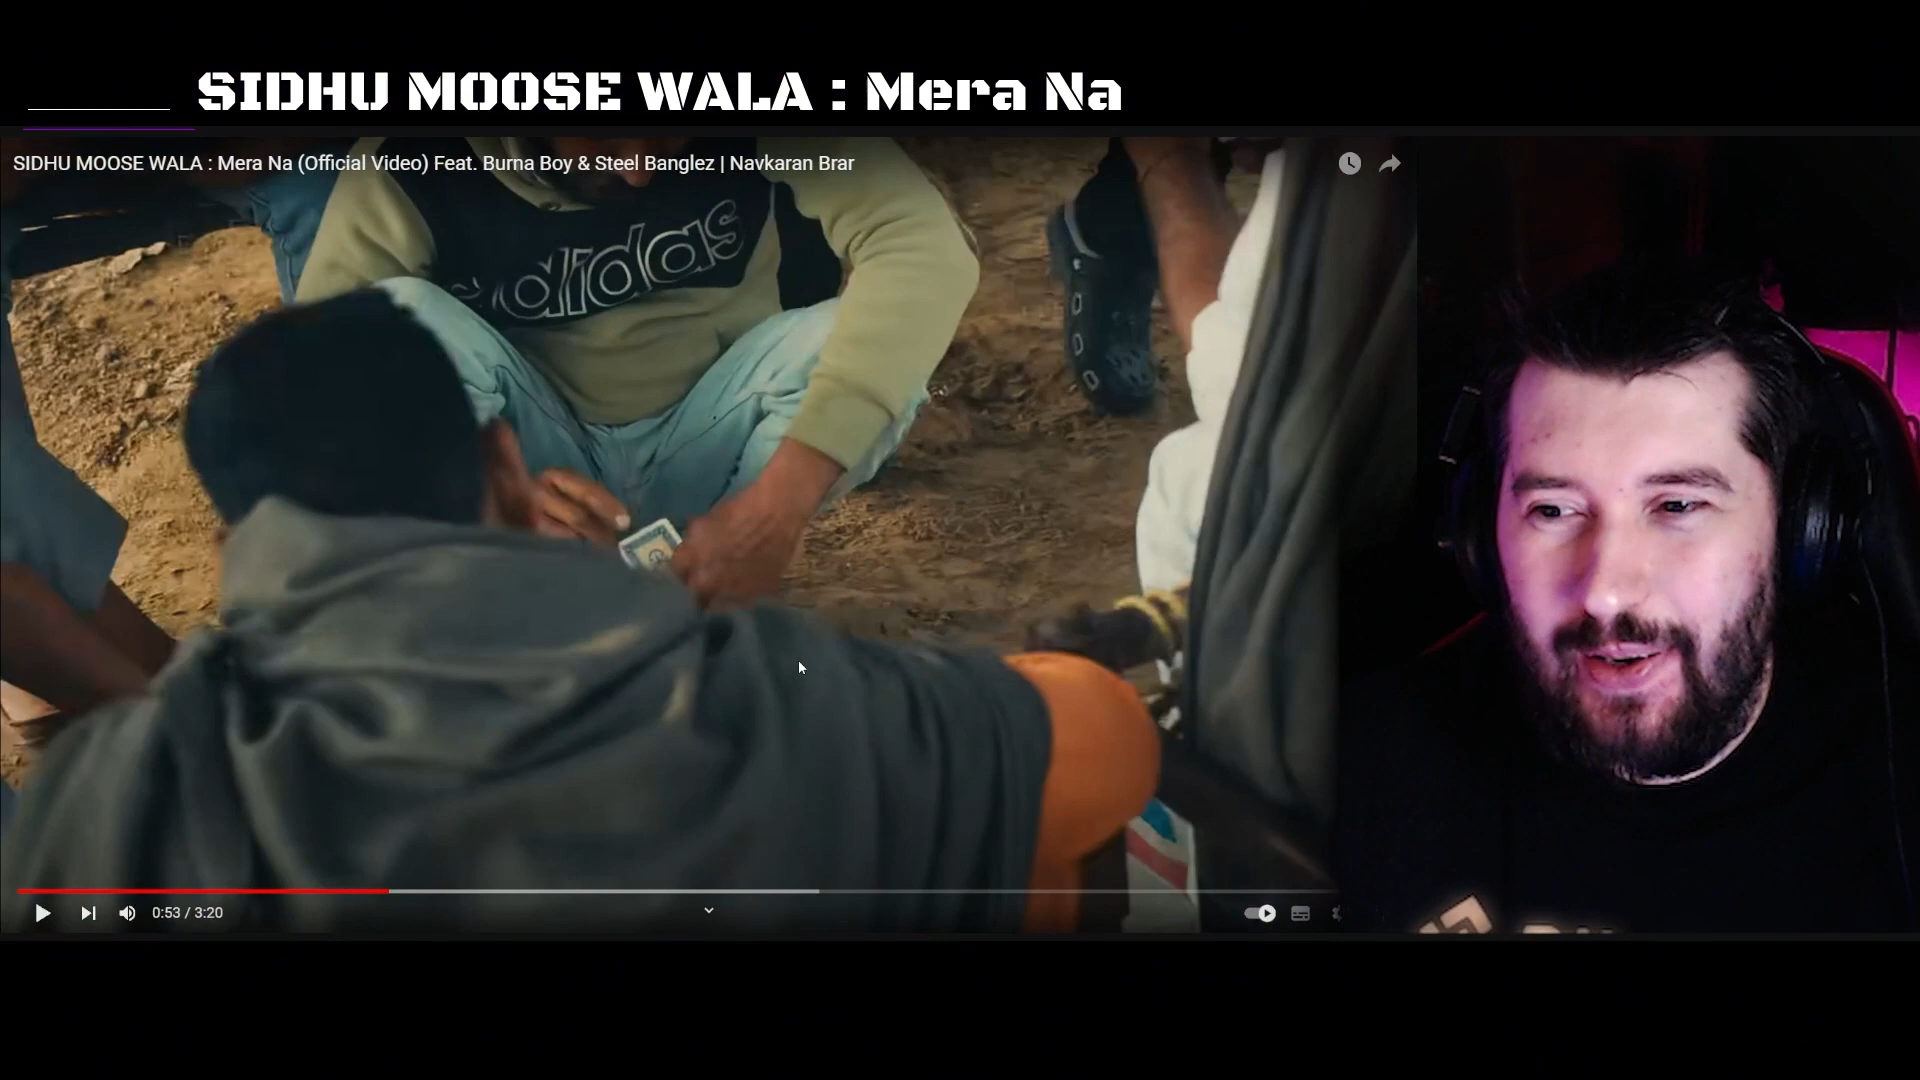 SIDHU MOOSE WALA : Mera Na
SIDHU MOOSE WALA : Mera Na (Official Video) Feat. Burna Boy & Steel Banglez | Navkaran Brar
adidas
0:53 / 3:20